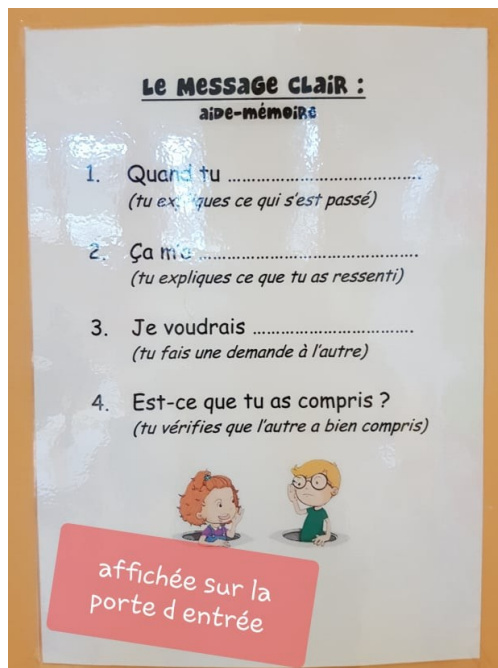 Le message clair :
aide-mémoire
1. Quand tu ................................
(tu expliques ce qui s'est passé)
2. Ça m'a ....................................
(tu expliques ce que tu as ressenti)
3. Je voudrais ..........................
(tu fais une demande à l'autre)
4. Est-ce que tu as compris ?
(tu vérifies que l'autre a bien compris)
affichée sur la
porte d entrée